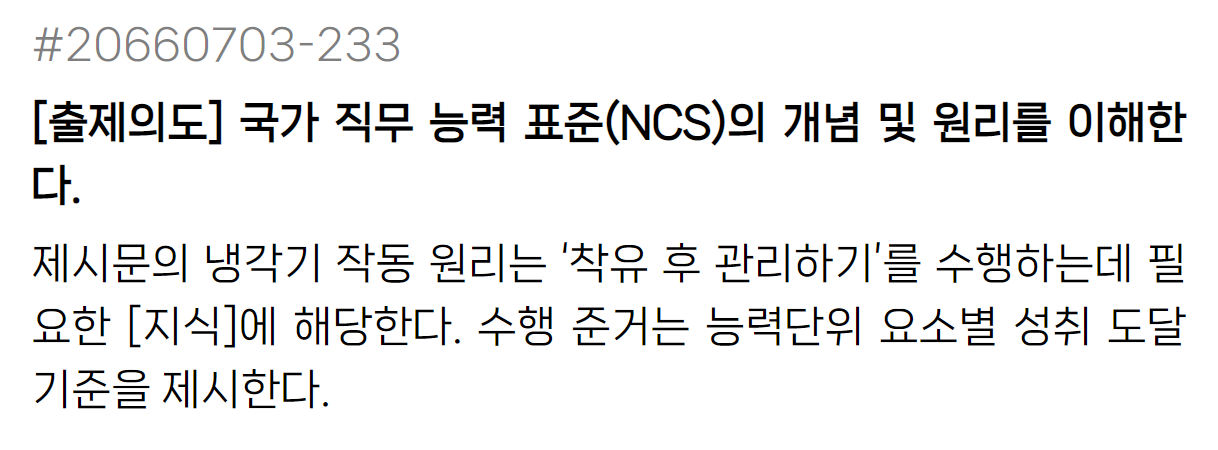 #20660703-233
[출제의도] 국가 직무 능력 표준(NCS)의 개념 및 원리를 이해한
다.
제시문의 냉각기 작동 원리는 '착유 후 관리하기'를 수행하는데 필
요한 [지식]에 해당한다. 수행 준거는 능력단위 요소별 성취 도달
기준을 제시한다.